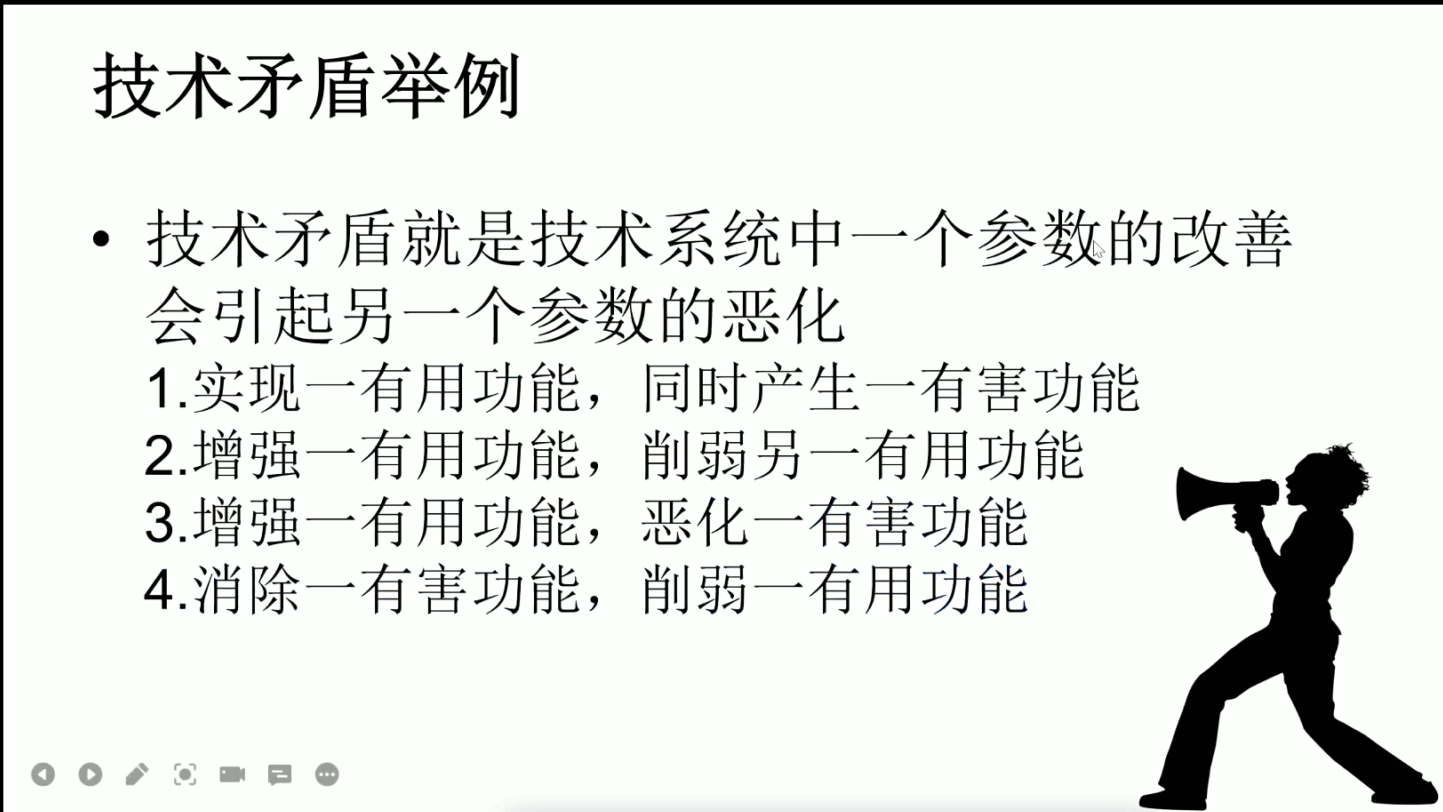 技术矛盾举例
• 技术矛盾就是技术系统中一个参数的改善
会引起另一个参数的恶化
1.实现一有用功能，同时产生一有害功能
2.增强一有用功能，削弱另一有用功能
3.增强一有用功能，恶化一有害功能
4.消除一有害功能，削弱一有用功能